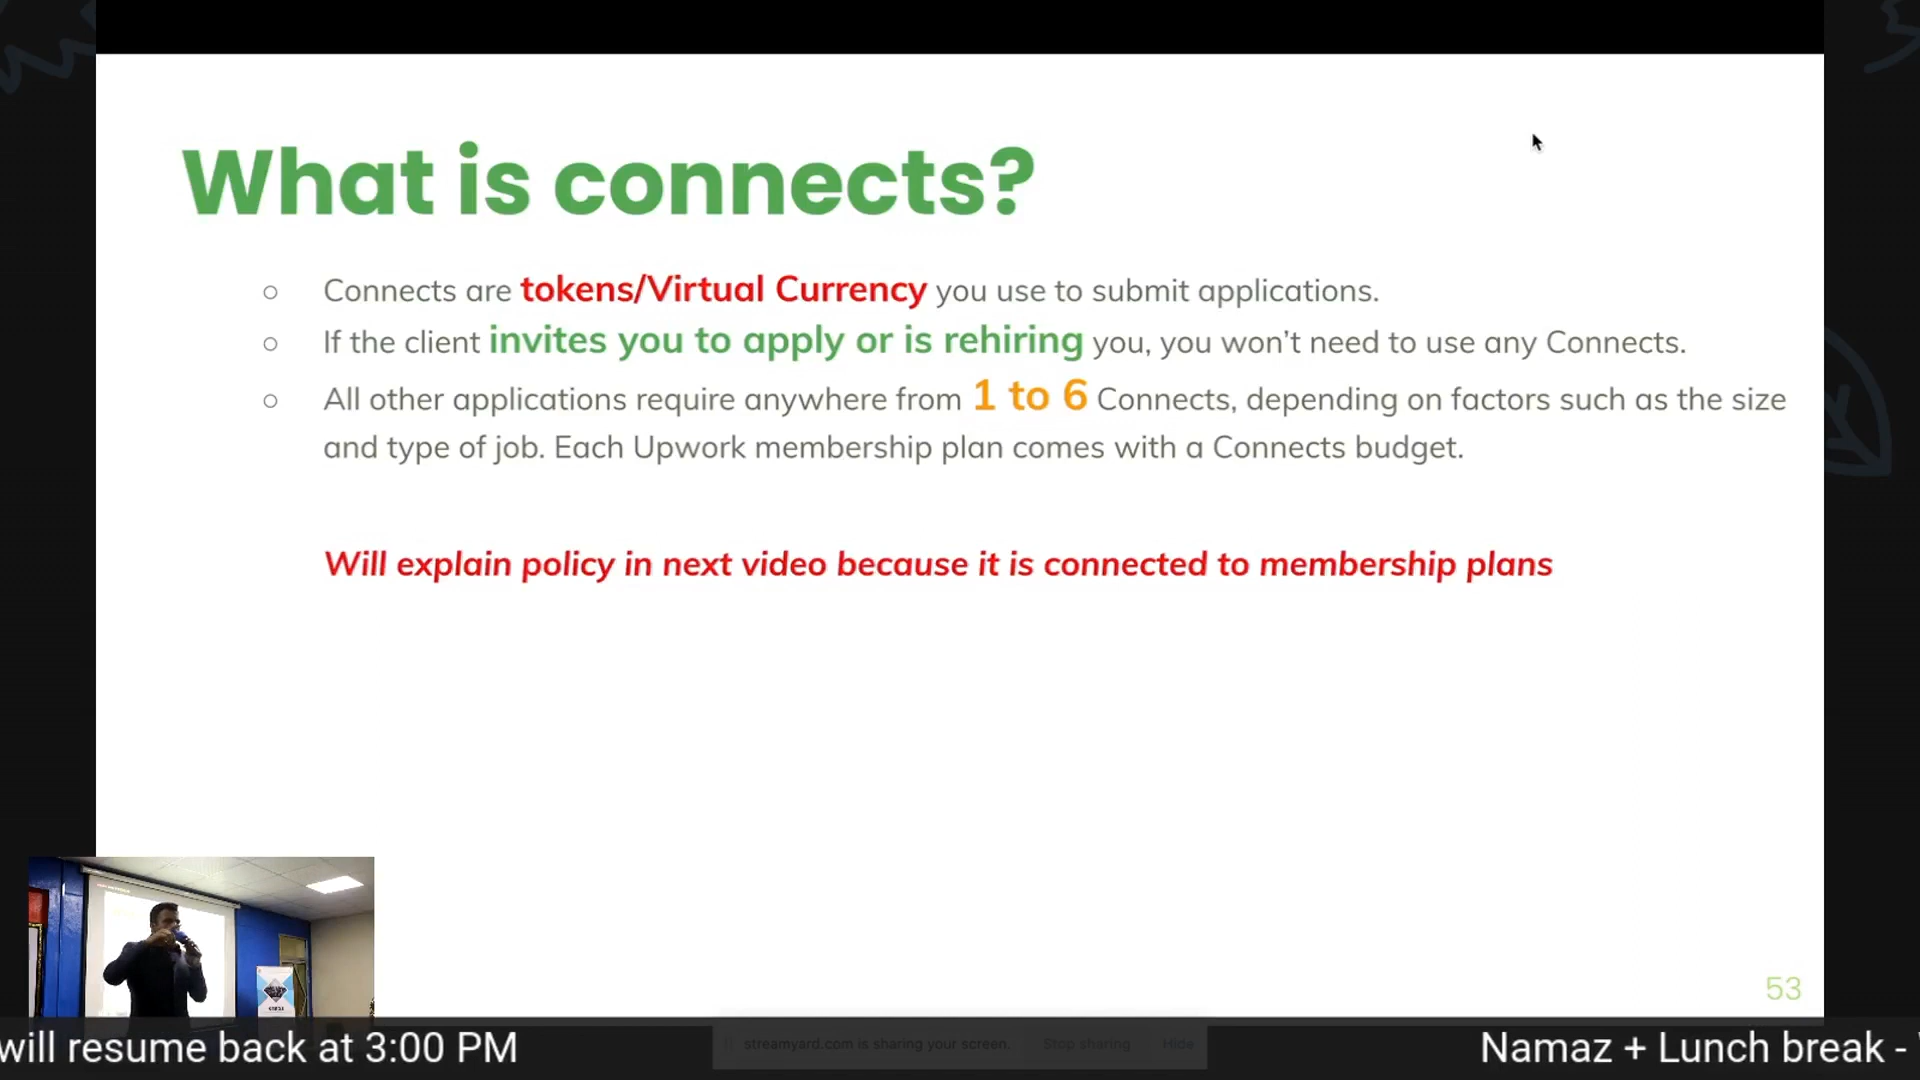 What is connects?
○ Connects are tokens/Virtual Currency you use to submit applications.
○ If the client invites you to apply or is rehiring you, you won’t need to use any Connects.
○ All other applications require anywhere from 1 to 6 Connects, depending on factors such as the size
and type of job. Each Upwork membership plan comes with a Connects budget.
Will explain policy in next video because it is connected to membership plans
53
will resume back at 3:00 PM
streamyard.com is sharing your screen. Stop sharing Hide
Namaz + Lunch break -